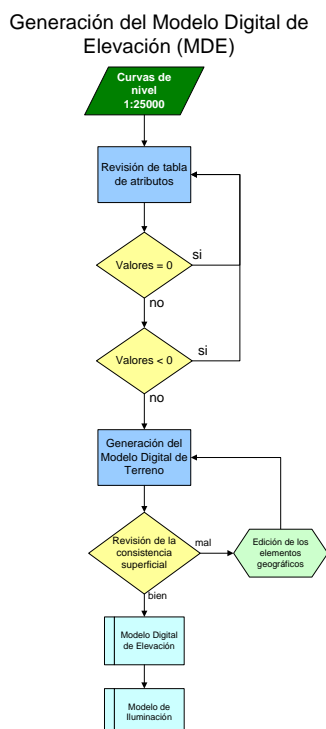 Generación del Modelo Digital de
Elevación (MDE)
Curvas de
nivel
1:25000
Revisión de tabla
de atributos
Valores = 0
si
no
Valores < 0
si
no
Generación del
Modelo Digital de
Terreno
Revisión de la
consistencia
superficial
mal
Edición de los
elementos
geográficos
bien
Modelo Digital
de Elevación
Modelo de
Iluminación